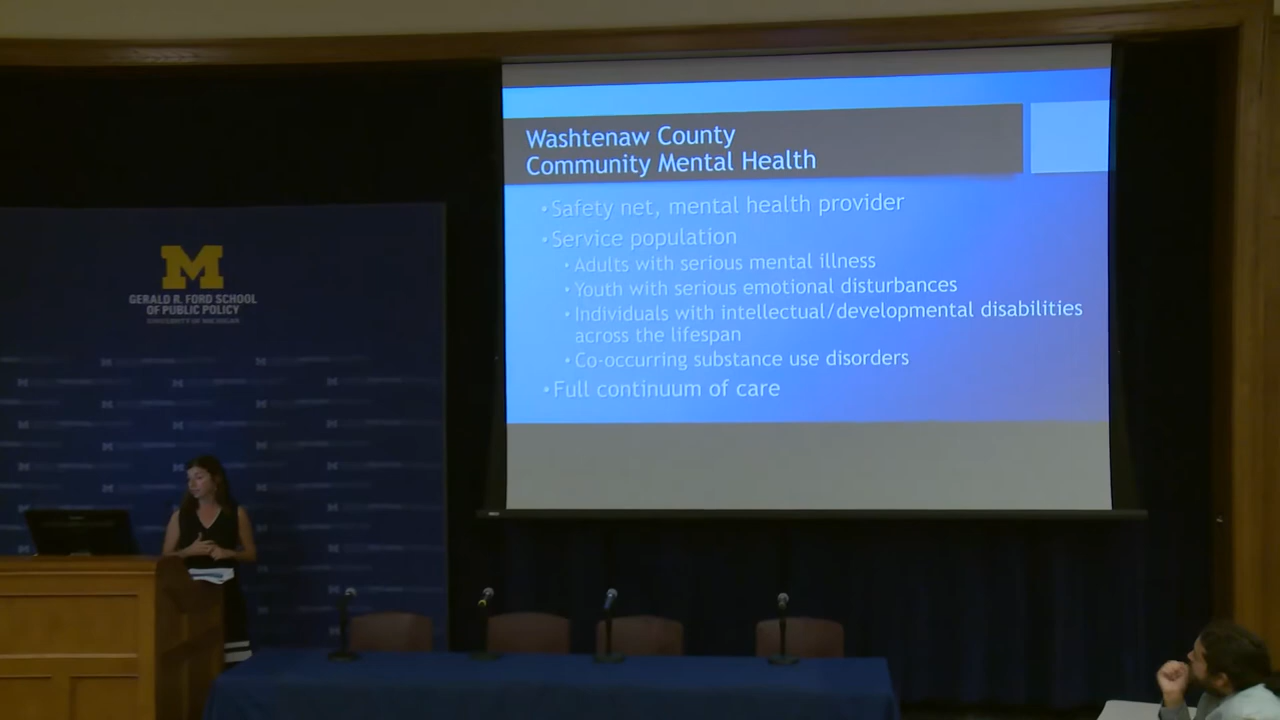 Washtenaw County
Community Mental Health
•Safety net, mental health provider
•Service population
•Adults with serious mental illness
•Youth with serious emotional disturbances
•Individuals with intellectual/developmental disabilities
across the lifespan
•Co-occurring substance use disorders
•Full continuum of care
M
GERALD R. FORD SCHOOL
OF PUBLIC POLICY
UNIVERSITY OF MICHIGAN